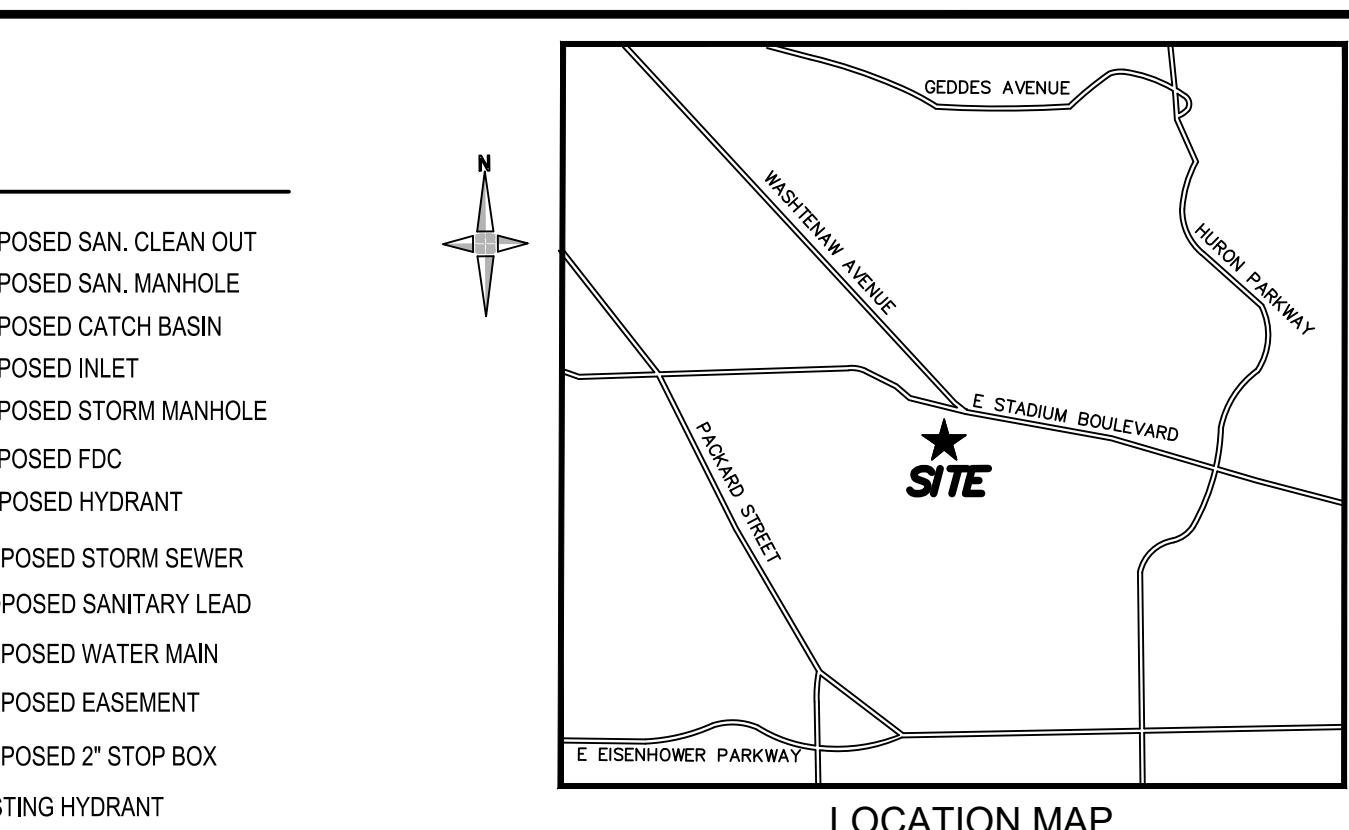 POSED SAN. CLEAN OUT
POSED SAN. MANHOLE
POSED CATCH BASIN
POSED INLET
POSED STORM MANHOLE
POSED FDC
POSED HYDRANT
POSED STORM SEWER
POSED SANITARY LEAD
POSED WATER MAIN
POSED EASEMENT
POSED 2" STOP BOX
STING HYDRANT
N
GEDDES AVENUE
WASHTENAW AVENUE
HURON PARKWAY
E STADIUM BOULEVARD
PACKARD STREET
SITE
E EISENHOWER PARKWAY
LOCATION MAP